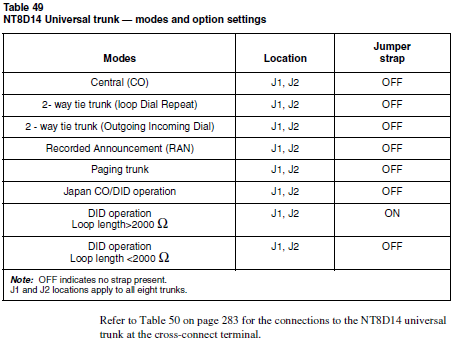 Table 49
NT8D14 Universal trunk — modes and option settings
Modes Location Jumper strap
Central (CO) J1, J2 OFF
2- way tie trunk (loop Dial Repeat) J1, J2 OFF
2 - way tie trunk (Outgoing Incoming Dial) J1, J2 OFF
Recorded Announcement (RAN) J1, J2 OFF
Paging trunk J1, J2 OFF
Japan CO/DID operation J1, J2 OFF
DID operation J1, J2 ON
Loop length>2000 Ω
DID operation J1, J2 OFF
Loop length <2000 Ω
Note: OFF indicates no strap present.
J1 and J2 locations apply to all eight trunks.
Refer to Table 50 on page 283 for the connections to the NT8D14 universal
trunk at the cross-connect terminal.